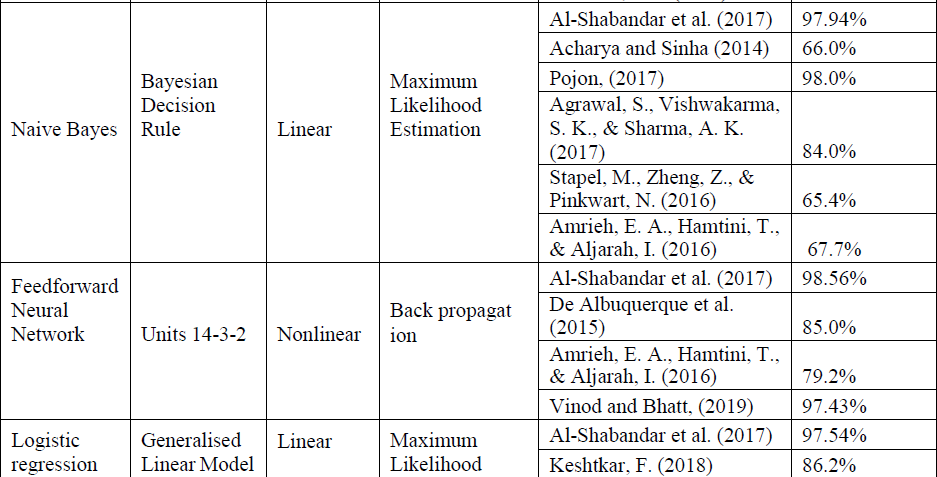 Al-Shabandar et al. (2017) 97.94%
Acharya and Sinha (2014) 66.0%
Naive Bayes
Bayesian
Decision
Rule
Linear
Maximum
Likelihood
Estimation
Pojon, (2017) 98.0%
Agrawal, S., Vishwakarma,
S. K., & Sharma, A. K.
(2017) 84.0%
Stapel, M., Zheng, Z., &
Pinkwart, N. (2016) 65.4%
Amrieh, E. A., Hamtini, T.,
& Aljarah, I. (2016) 67.7%
Feedforward
Neural
Network
Units 14-3-2
Nonlinear
Back propagat
ion
Al-Shabandar et al. (2017) 98.56%
De Albuquerque et al.
(2015) 85.0%
Amrieh, E. A., Hamtini, T.,
& Aljarah, I. (2016) 79.2%
Vinod and Bhatt, (2019) 97.43%
Logistic
regression
Generalised
Linear Model
Linear
Maximum
Likelihood
Al-Shabandar et al. (2017) 97.54%
Keshtkar, F. (2018) 86.2%